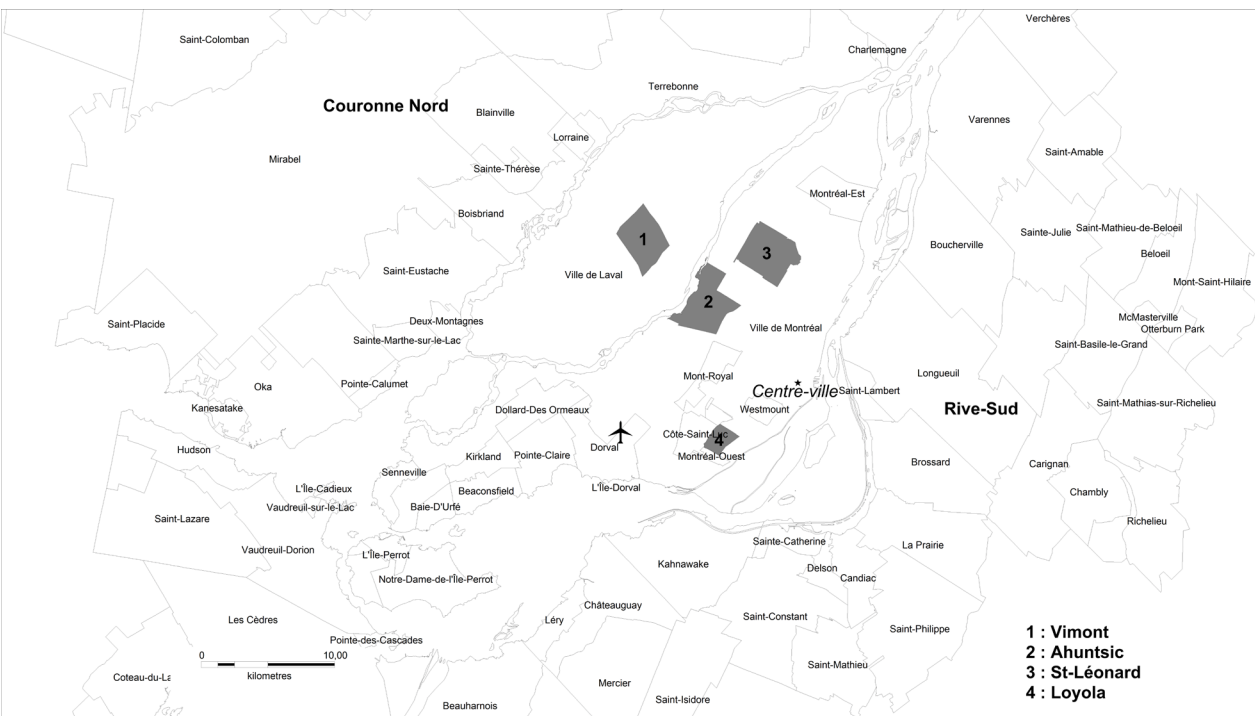 Verchères
Saint-Colomban
Charlemagne
Terrebonne
Couronne Nord
Blainville
Varennes
Lorraine
Saint-Amable
Mirabel
Sainte-Thérèse
Montréal-Est
Boisbriand
Saint-Mathieu-de-Beloeil
Sainte-Julie
1
Boucherville
3
Beloeil
Saint-Eustache
Ville de Laval
Mont-Saint-Hilaire
2
McMasterville
Deux-Montagnes
Saint-Placide
Ville de Montréal
Otterburn Park
Sainte-Marthe-sur-le-Lac
Saint-Basile-le-Grand
Mont-Royal
Longueuil
Pointe-Calumet
Oka
Centre-ville
Saint-Lambert
Saint-Mathias-sur-Richelieu
Kanesatake
Dollard-Des Ormeaux
Westmount
Rive-Sud
Côte-Saint-Luc
4
Hudson
Dorval
Kirkland
Pointe-Claire
Montréal-Ouest
Brossard
Carignan
Senneville
L'Île-Cadieux
Beaconsfield
L'Île-Dorval
Chambly
Vaudreuil-sur-le-Lac
Baie-D'Urfé
Saint-Lazare
Richelieu
Sainte-Catherine
La Prairie
Vaudreuil-Dorion
L'Île-Perrot
Kahnawake
Delson
Candiac
Notre-Dame-de-l'Île-Perrot
Châteauguay
Les Cèdres
Léry
Saint-Constant
Saint-Philippe
Pointe-des-Cascades
0 10,00
kilometres
Saint-Mathieu
Coteau-du-La
Mercier
Saint-Isidore
Beauharnois
1 : Vimont
2 : Ahuntsic
3 : St-Léonard
4 : Loyola